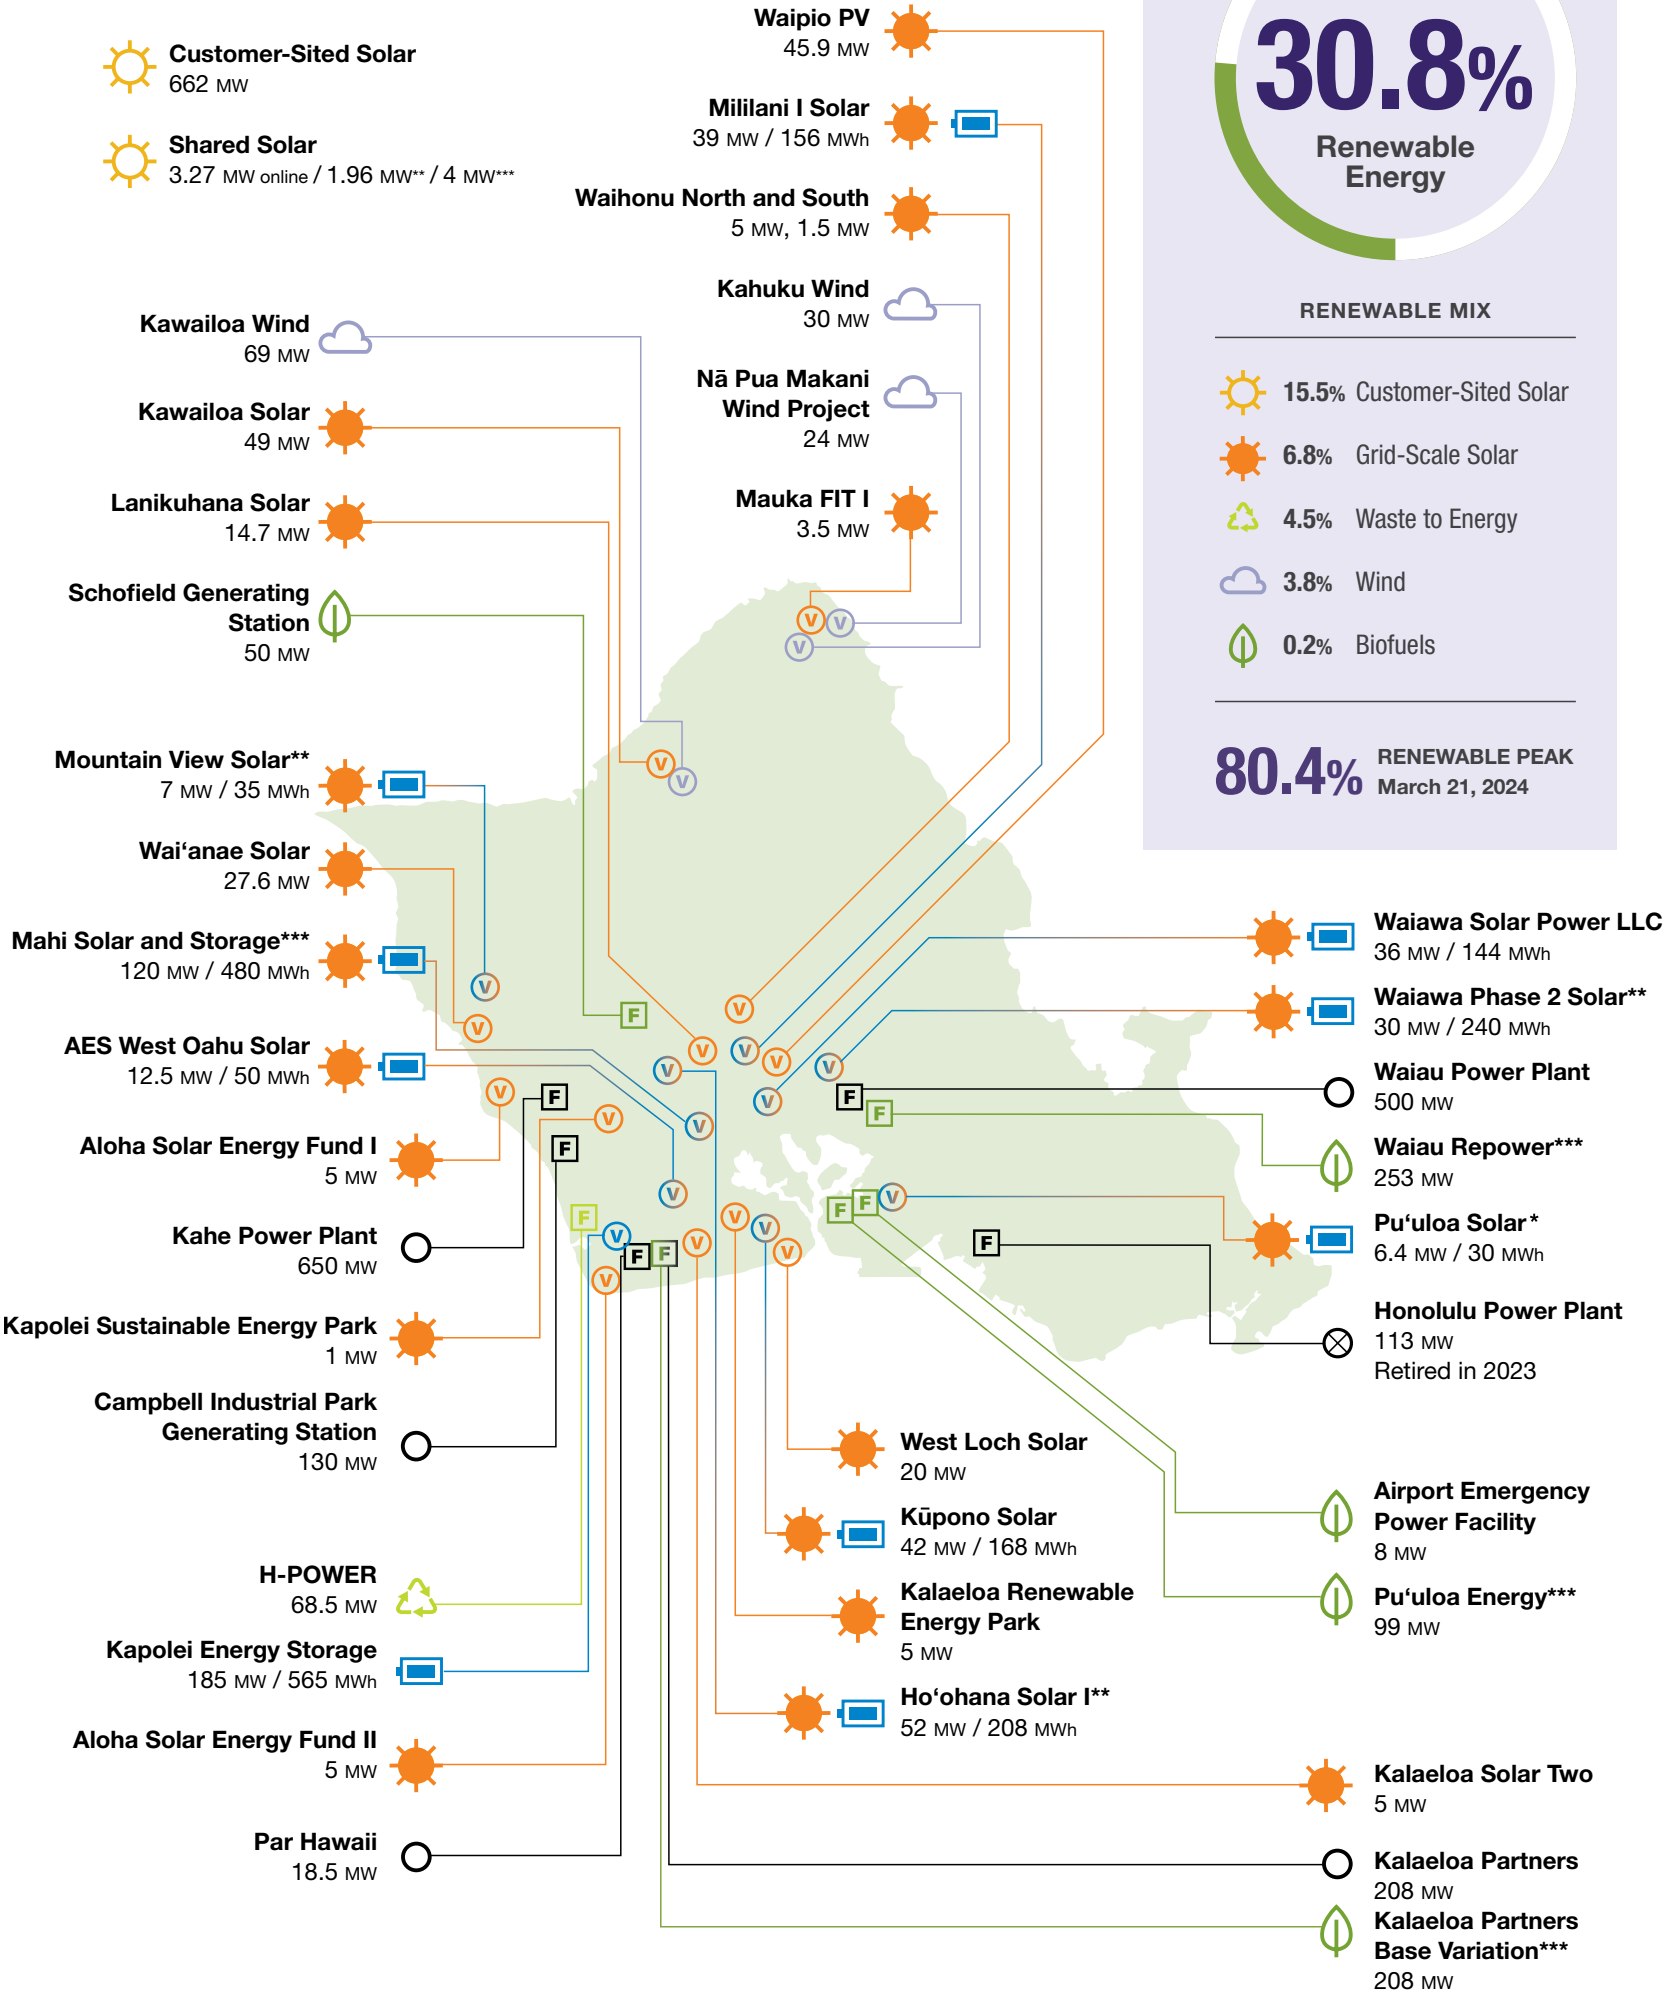 Customer-Sited Solar
662 MW
Shared Solar
3.27 MW online / 1.96 MW** / 4 MW***
Kawailoa Wind
69 MW
Kawailoa Solar
49 MW
Lanikuhana Solar
14.7 MW
Schofield Generating
Station
50 MW
Mountain View Solar**
7 MW / 35 MWh
Wai‘anae Solar
27.6 MW
Mahi Solar and Storage***
120 MW / 480 MWh
AES West Oahu Solar
12.5 MW / 50 MWh
Aloha Solar Energy Fund I
5 MW
Kahe Power Plant
650 MW
Kapolei Sustainable Energy Park
1 MW
Campbell Industrial Park
Generating Station
130 MW
H-POWER
68.5 MW
Kapolei Energy Storage
185 MW / 565 MWh
Aloha Solar Energy Fund II
5 MW
Par Hawaii
18.5 MW
Waipio PV
45.9 MW
Mililani I Solar
39 MW / 156 MWh
Waihonu North and South
5 MW, 1.5 MW
Kahuku Wind
30 MW
Nā Pua Makani
Wind Project
24 MW
Mauka FIT I
3.5 MW
V
V
V
V
V
V
V
F
V
V
V
V
V
V
V
V
V
F
F
V
F
F
V
F
F
V
F
V
F
F
V
V
V
V
V
F
V
F
West Loch Solar
20 MW
Kūpono Solar
42 MW / 168 MWh
Kalaeloa Renewable
Energy Park
5 MW
Ho‘ohana Solar I**
52 MW / 208 MWh
30.8%
Renewable
Energy
RENEWABLE MIX
15.5% Customer-Sited Solar
6.8% Grid-Scale Solar
4.5% Waste to Energy
3.8% Wind
0.2% Biofuels
80.4% RENEWABLE PEAK
March 21, 2024
Waiawa Solar Power LLC
36 MW / 144 MWh
Waiawa Phase 2 Solar**
30 MW / 240 MWh
Waiau Power Plant
500 MW
Waiau Repower***
253 MW
Pu‘uloa Solar*
6.4 MW / 30 MWh
Honolulu Power Plant
113 MW
Retired in 2023
Airport Emergency
Power Facility
8 MW
Pu‘uloa Energy***
99 MW
Kalaeloa Solar Two
5 MW
Kalaeloa Partners
208 MW
Kalaeloa Partners
Base Variation***
208 MW